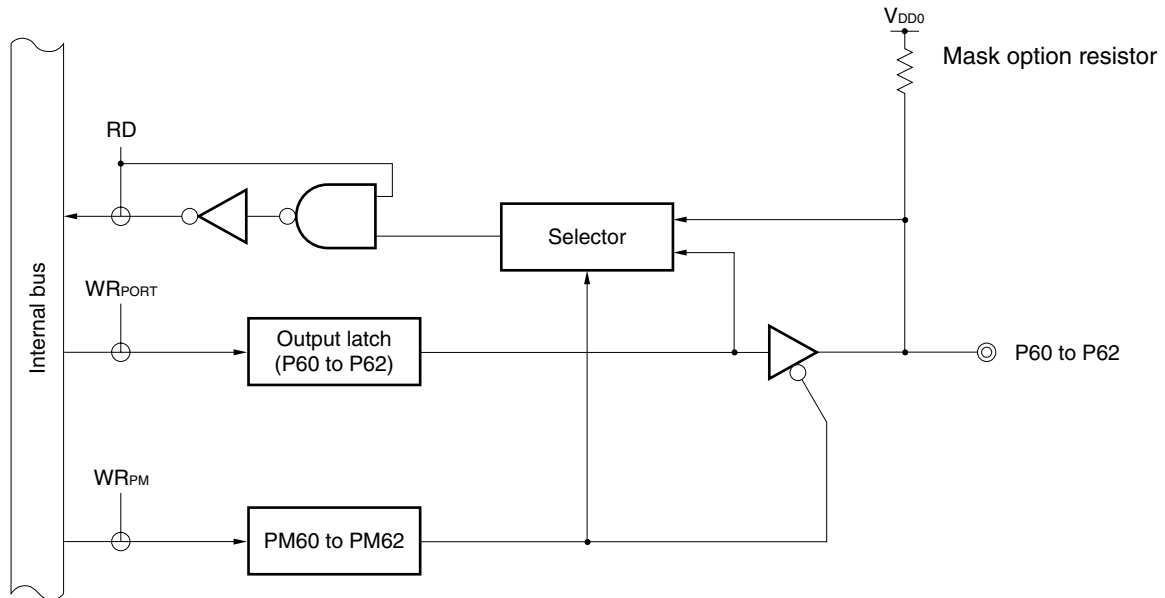 VDD0
Mask option resistor
RD
Selector
WRPORT
Output latch
(P60 to P62)
P60 to P62
Internal bus
WRPM
PM60 to PM62